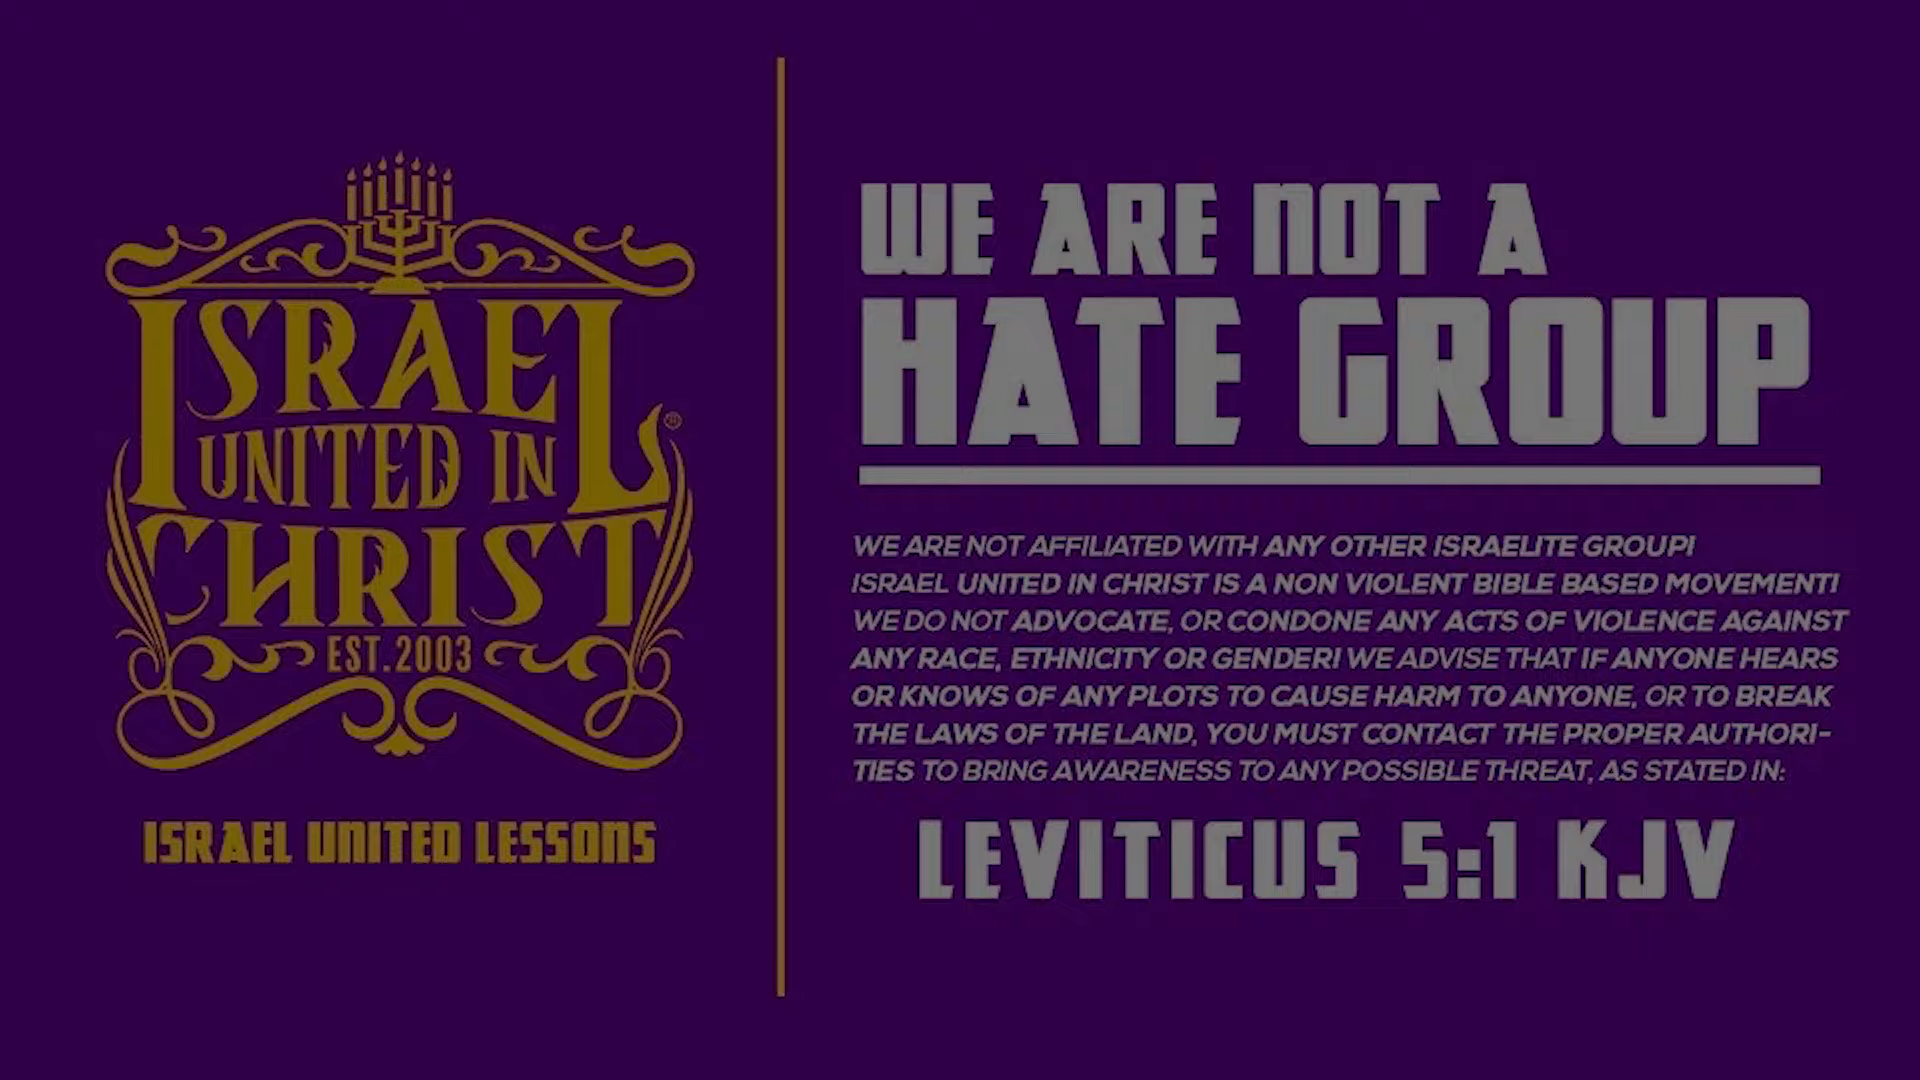 ISRAEL
UNITED IN
CHRIST
®
EST.2003
ISRAEL UNITED LESSONS
WE ARE NOT A
HATE GROUP
WE ARE NOT AFFILIATED WITH ANY OTHER ISRAELITE GROUP!
ISRAEL UNITED IN CHRIST IS A NON VIOLENT BIBLE BASED MOVEMENT!
WE DO NOT ADVOCATE, OR CONDONE ANY ACTS OF VIOLENCE AGAINST
ANY RACE, ETHNICITY OR GENDER! WE ADVISE THAT IF ANYONE HEARS
OR KNOWS OF ANY PLOTS TO CAUSE HARM TO ANYONE, OR TO BREAK
THE LAWS OF THE LAND, YOU MUST CONTACT THE PROPER AUTHORI-
TIES TO BRING AWARENESS TO ANY POSSIBLE THREAT, AS STATED IN:
LEVITICUS 5:1 KJV